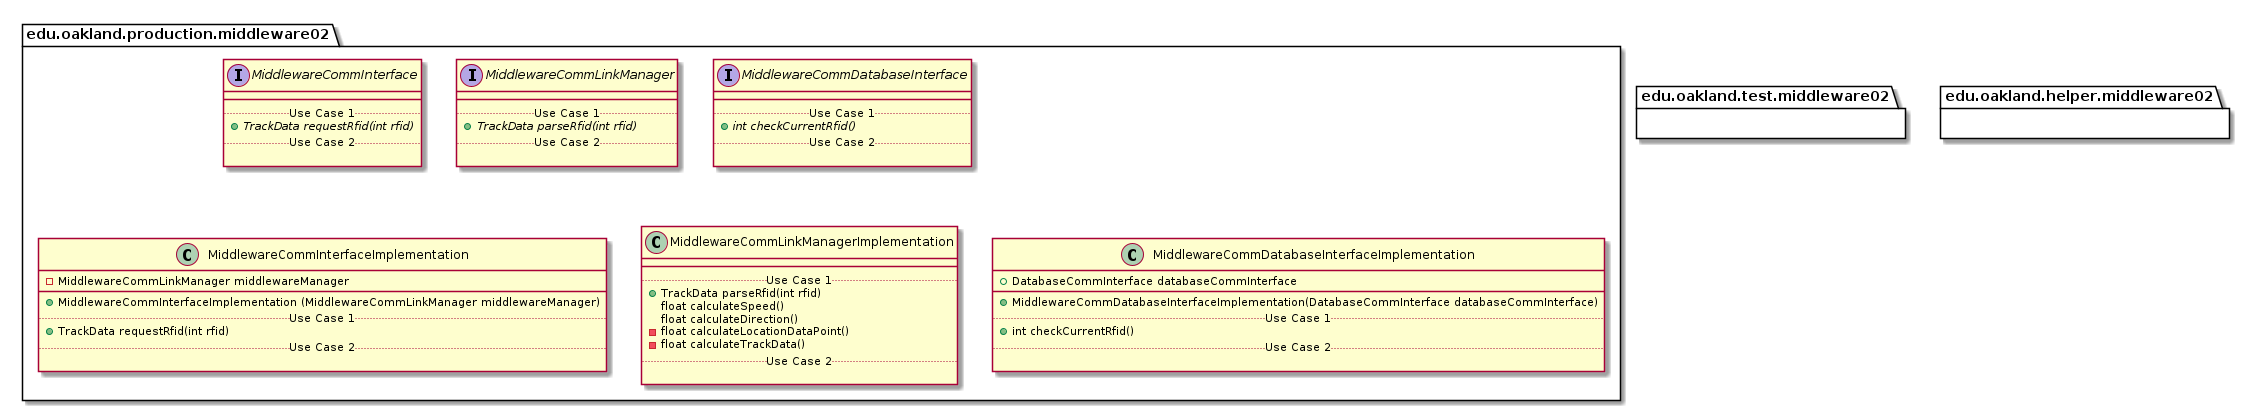 edu.oakland.production.middleware02
I MiddlewareCommInterface
Use Case 1
TrackData requestRfid(int rfid)
Use Case 2
I MiddlewareCommLinkManager
Use Case 1
TrackData parseRfid(int rfid)
Use Case 2
I MiddlewareCommDatabaseInterface
Use Case 1
int checkCurrentRfid()
Use Case 2
C MiddlewareCommInterfaceImplementation
MiddlewareCommLinkManager middlewareManager
MiddlewareCommInterfaceImplementation (MiddlewareCommLinkManager middlewareManager)
Use Case 1
TrackData requestRfid(int rfid)
Use Case 2
C MiddlewareCommLinkManagerImplementation
Use Case 1
TrackData parseRfid(int rfid)
float calculateSpeed()
float calculateDirection()
float calculateLocationDataPoint()
float calculateTrackData()
Use Case 2
C MiddlewareCommDatabaseInterfaceImplementation
DatabaseCommInterface databaseCommInterface
MiddlewareCommDatabaseInterfaceImplementation(DatabaseCommInterface databaseCommInterface)
Use Case 1
int checkCurrentRfid()
Use Case 2
edu.oakland.test.middleware02
edu.oakland.helper.middleware02